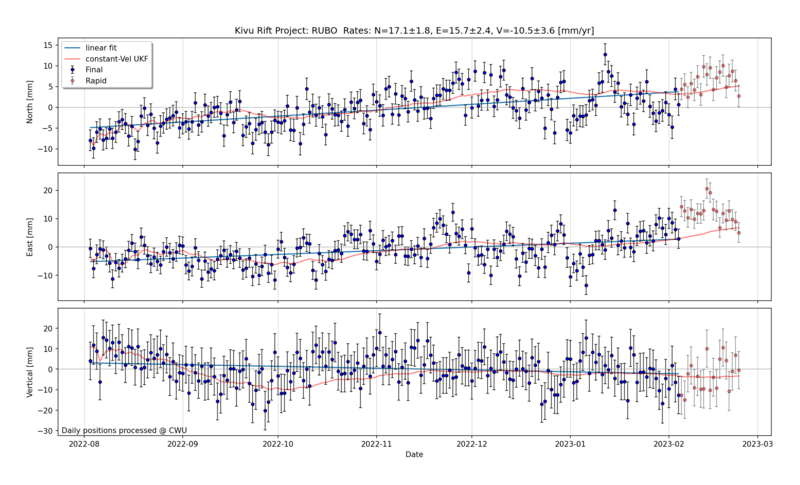 Kivu Rift Project: RUBO Rates: N=17.1±1.8, E=15.7±2.4, V=-10.5±3.6 [mm/yr]
linear fit
constant-Vel UKF
Final
Rapid
North [mm]
15
10
5
0
−5
−10
East [mm]
20
10
0
−10
Vertical [mm]
20
10
0
−10
−20
−30
Daily positions processed @ CWU
2022-08
2022-09
2022-10
2022-11
2022-12
2023-01
2023-02
2023-03
Date